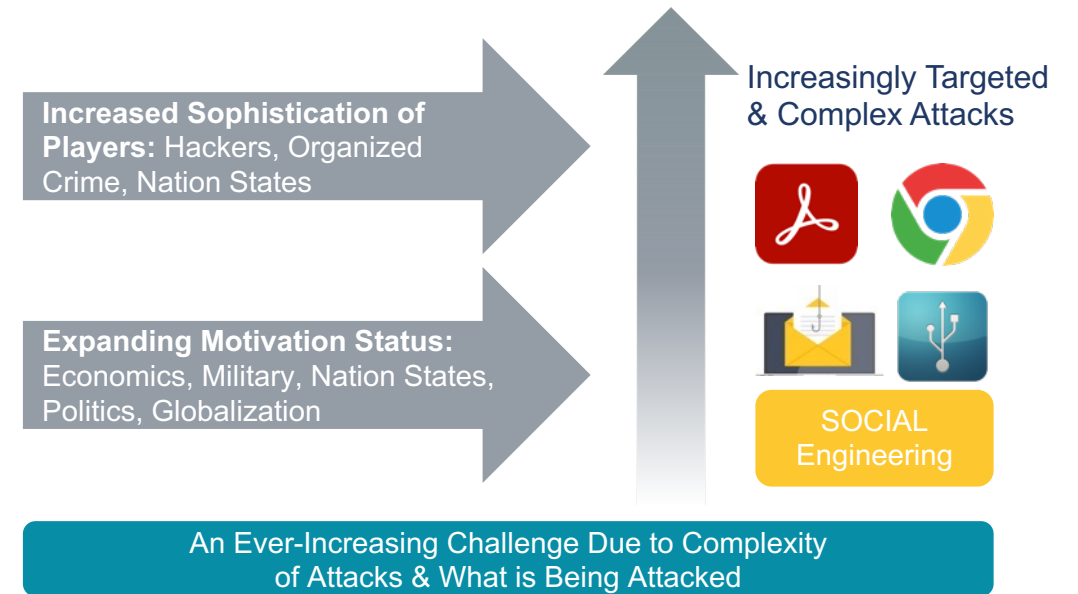 Increased Sophistication of
Players: Hackers, Organized
Crime, Nation States
Expanding Motivation Status:
Economics, Military, Nation States,
Politics, Globalization
Increasingly Targeted
& Complex Attacks
SOCIAL
Engineering
An Ever-Increasing Challenge Due to Complexity
of Attacks & What is Being Attacked